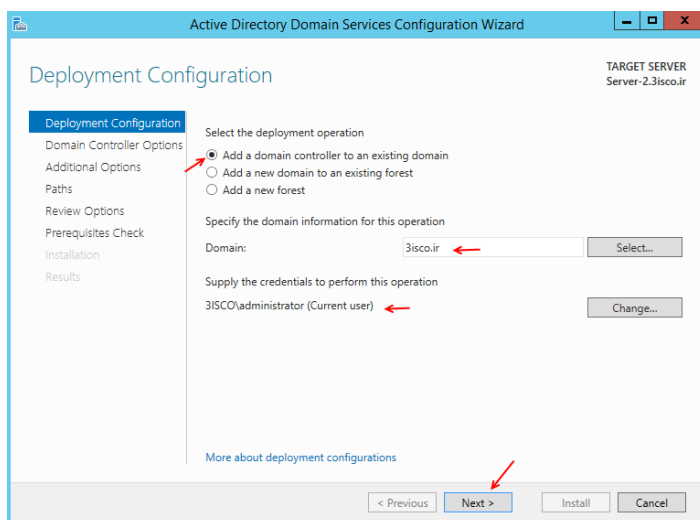 Active Directory Domain Services Configuration Wizard
Deployment Configuration
TARGET SERVER
Server-2.3isco.ir
Deployment Configuration
Domain Controller Options
Additional Options
Paths
Review Options
Prerequisites Check
Installation
Results
Select the deployment operation
Add a domain controller to an existing domain
Add a new domain to an existing forest
Add a new forest
Specify the domain information for this operation
Domain: 3isco.ir Select...
Supply the credentials to perform this operation
3ISCO\administrator (Current user) Change...
More about deployment configurations
< Previous Next > Install Cancel